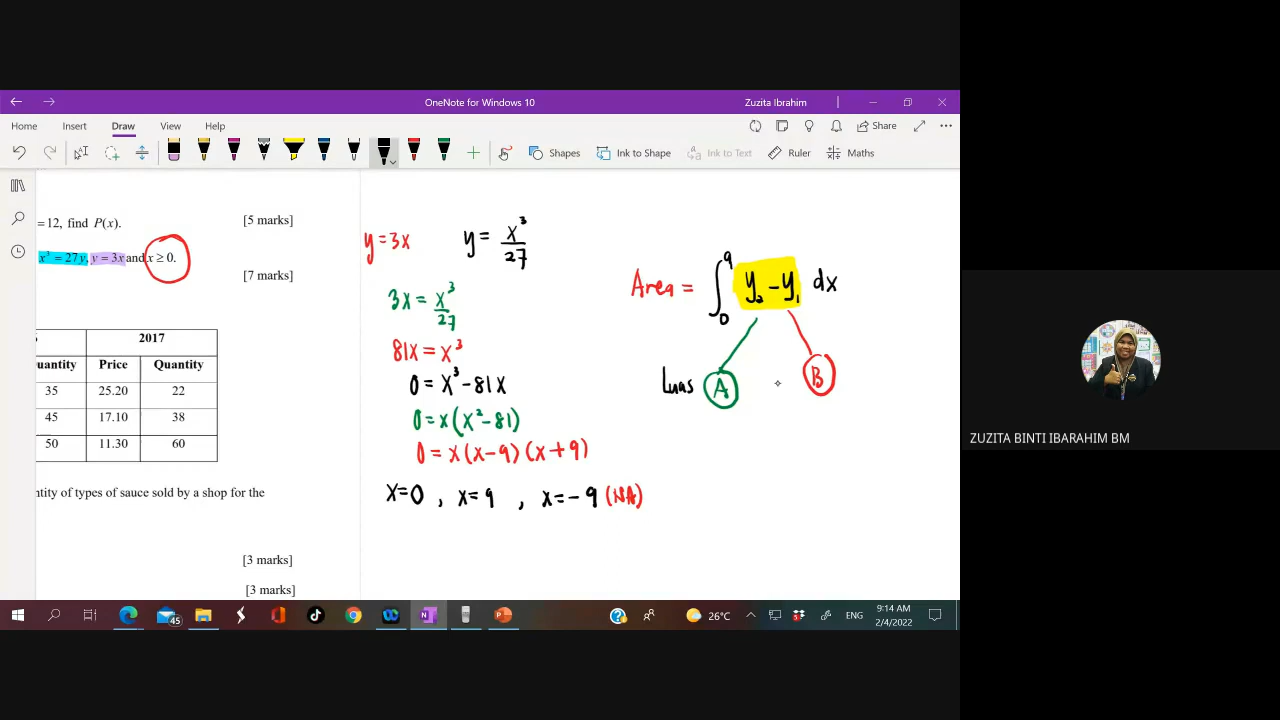 OneNote for Windows 10
Zuzita Ibrahim
Home Insert Draw View Help
Share
Shapes Ink to Shape Ink to Text Ruler Maths
= 12, find P(x). [5 marks]
x³ = 27y, y = 3x and x ≥ 0.
[7 marks]
2017
uantity Price Quantity
35 25.20 22
45 17.10 38
50 11.30 60
ntity of types of sauce sold by a shop for the
[3 marks]
[3 marks]
y = 3x y = x³/27
3x = x³/27
81x = x³
0 = x³ - 81x
0 = x(x² - 81)
0 = x(x - 9)(x + 9)
x = 0 , x = 9 , x = -9 (NA)
Area = ∫₀⁹ y₂ - y₁ dx
Luas A B
ZUZITA BINTI IBARAHIM BM
45
26°C
ENG
9:14 AM
2/4/2022